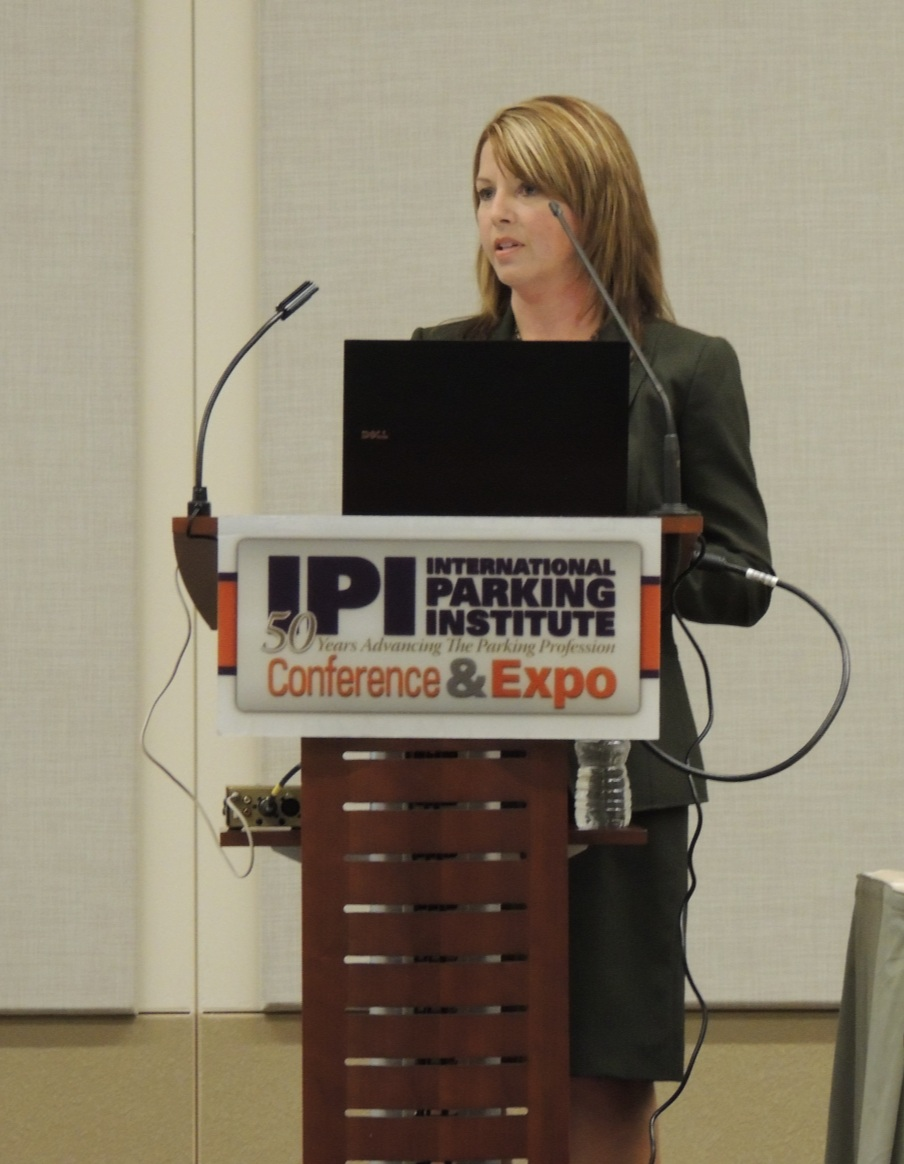 DELL
IPI INTERNATIONAL
PARKING
INSTITUTE
50 Years Advancing The Parking Profession
Conference & Expo